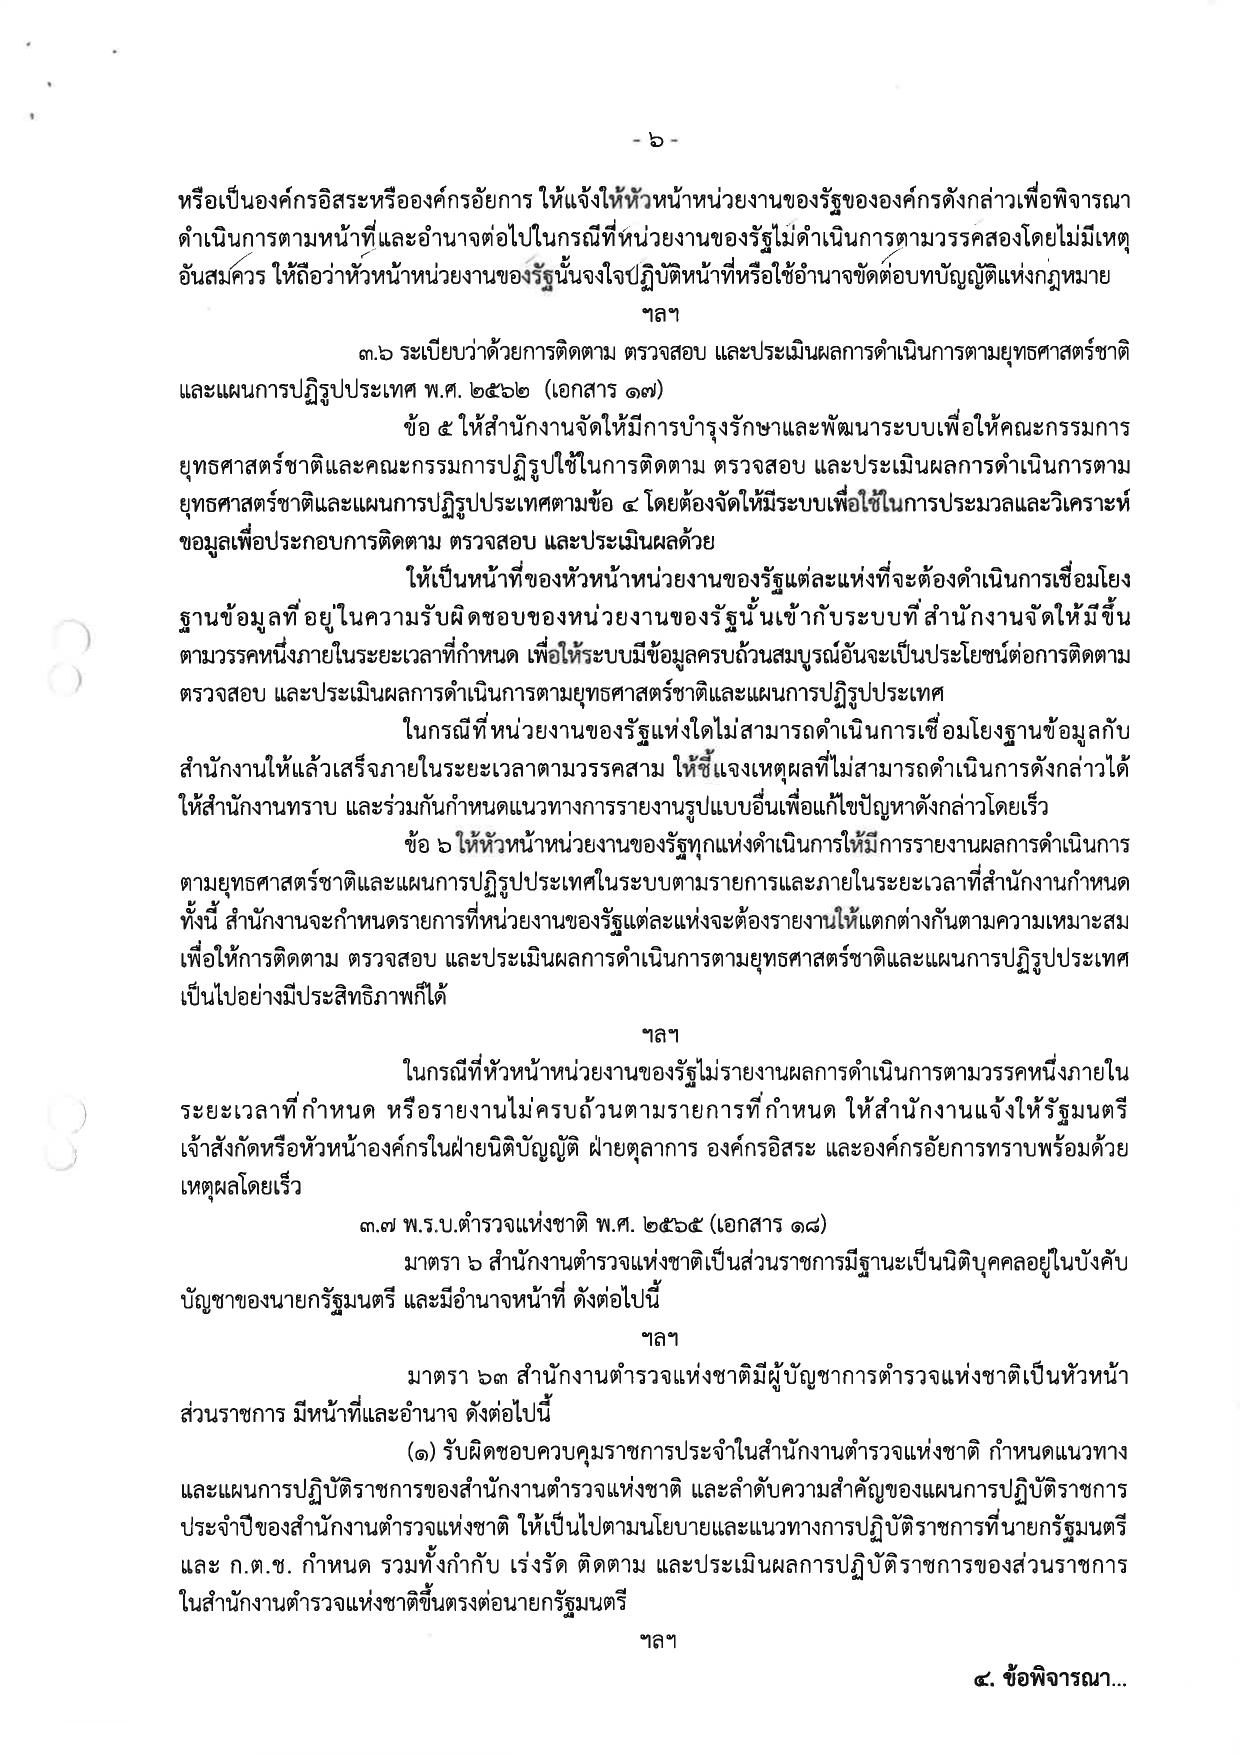 - ๖ -
หรือเป็นองค์กรอิสระหรือองค์กรอัยการ ให้แจ้งให้หัวหน้าหน่วยงานของรัฐขององค์กรดังกล่าวเพื่อพิจารณา
ดำเนินการตามหน้าที่และอำนาจต่อไปในกรณีที่หน่วยงานของรัฐไม่ดำเนินการตามวรรคสองโดยไม่มีเหตุ
อันสมควร ให้ถือว่าหัวหน้าหน่วยงานของรัฐนั้นจงใจปฏิบัติหน้าที่หรือใช้อำนาจขัดต่อบทบัญญัติแห่งกฎหมาย
ฯลฯ
๓.๖ ระเบียบว่าด้วยการติดตาม ตรวจสอบ และประเมินผลการดำเนินการตามยุทธศาสตร์ชาติ
และแผนการปฏิรูปประเทศ พ.ศ. ๒๕๖๒ (เอกสาร ๑๗)
ข้อ ๕ ให้สำนักงานจัดให้มีการบำรุงรักษาและพัฒนาระบบเพื่อให้คณะกรรมการ
ยุทธศาสตร์ชาติและคณะกรรมการปฏิรูปใช้ในการติดตาม ตรวจสอบ และประเมินผลการดำเนินการตาม
ยุทธศาสตร์ชาติและแผนการปฏิรูปประเทศตามข้อ ๔ โดยต้องจัดให้มีระบบเพื่อใช้ในการประมวลและวิเคราะห์
ขอมูลเพื่อประกอบการติดตาม ตรวจสอบ และประเมินผลด้วย
ให้เป็นหน้าที่ของหัวหน้าหน่วยงานของรัฐแต่ละแห่งที่จะต้องดำเนินการเชื่อมโยง
ฐานข้อมูลที่อยู่ในความรับผิดชอบของหน่วยงานของรัฐนั้นเข้ากับระบบที่สำนักงานจัดให้มีขึ้น
ตามวรรคหนึ่งภายในระยะเวลาที่กำหนด เพื่อให้ระบบมีข้อมูลครบถ้วนสมบูรณ์อันจะเป็นประโยชน์ต่อการติดตาม
ตรวจสอบ และประเมินผลการดำเนินการตามยุทธศาสตร์ชาติและแผนการปฏิรูปประเทศ
ในกรณีที่หน่วยงานของรัฐแห่งใดไม่สามารถดำเนินการเชื่อมโยงฐานข้อมูลกับ
สำนักงานให้แล้วเสร็จภายในระยะเวลาตามวรรคสาม ให้ชี้แจงเหตุผลที่ไม่สามารถดำเนินการดังกล่าวได้
ให้สำนักงานทราบ และร่วมกันกำหนดแนวทางการรายงานรูปแบบอื่นเพื่อแก้ไขปัญหาดังกล่าวโดยเร็ว
ข้อ ๖ ให้หัวหน้าหน่วยงานของรัฐทุกแห่งดำเนินการให้มีการรายงานผลการดำเนินการ
ตามยุทธศาสตร์ชาติและแผนการปฏิรูปประเทศในระบบตามรายการและภายในระยะเวลาที่สำนักงานกำหนด
ทั้งนี้ สำนักงานจะกำหนดรายการที่หน่วยงานของรัฐแต่ละแห่งจะต้องรายงานให้แตกต่างกันตามความเหมาะสม
เพื่อให้การติดตาม ตรวจสอบ และประเมินผลการดำเนินการตามยุทธศาสตร์ชาติและแผนการปฏิรูปประเทศ
เป็นไปอย่างมีประสิทธิภาพก็ได้
ฯลฯ
ในกรณีที่หัวหน้าหน่วยงานของรัฐไม่รายงานผลการดำเนินการตามวรรคหนึ่งภายใน
ระยะเวลาที่กำหนด หรือรายงานไม่ครบถ้วนตามรายการที่กำหนด ให้สำนักงานแจ้งให้รัฐมนตรี
เจ้าสังกัดหรือหัวหน้าองค์กรในฝ่ายนิติบัญญัติ ฝ่ายตุลาการ องค์กรอิสระ และองค์กรอัยการทราบพร้อมด้วย
เหตุผลโดยเร็ว
๓.๗ พ.ร.บ.ตำรวจแห่งชาติ พ.ศ. ๒๕๖๕ (เอกสาร ๑๘)
มาตรา ๖ สำนักงานตำรวจแห่งชาติเป็นส่วนราชการมีฐานะเป็นนิติบุคคลอยู่ในบังคับ
บัญชาของนายกรัฐมนตรี และมีอำนาจหน้าที่ ดังต่อไปนี้
ฯลฯ
มาตรา ๖๓ สำนักงานตำรวจแห่งชาติมีผู้บัญชาการตำรวจแห่งชาติเป็นหัวหน้า
ส่วนราชการ มีหน้าที่และอำนาจ ดังต่อไปนี้
(๑) รับผิดชอบควบคุมราชการประจำในสำนักงานตำรวจแห่งชาติ กำหนดแนวทาง
และแผนการปฏิบัติราชการของสำนักงานตำรวจแห่งชาติ และลำดับความสำคัญของแผนการปฏิบัติราชการ
ประจำปีของสำนักงานตำรวจแห่งชาติ ให้เป็นไปตามนโยบายและแนวทางการปฏิบัติราชการที่นายกรัฐมนตรี
และ ก.ต.ช. กำหนด รวมทั้งกำกับ เร่งรัด ติดตาม และประเมินผลการปฏิบัติราชการของส่วนราชการ
ในสำนักงานตำรวจแห่งชาติขึ้นตรงต่อนายกรัฐมนตรี
ฯลฯ
๔. ข้อพิจารณา...